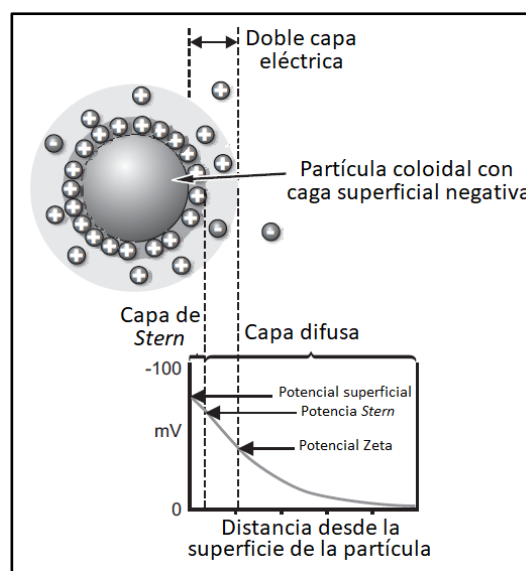 Doble capa
eléctrica
Partícula coloidal con
caga superficial negativa
Capa de
Stern
Capa difusa
-100
Potencial superficial
Potencia Stern
mV
Potencial Zeta
0
Distancia desde la
superficie de la partícula